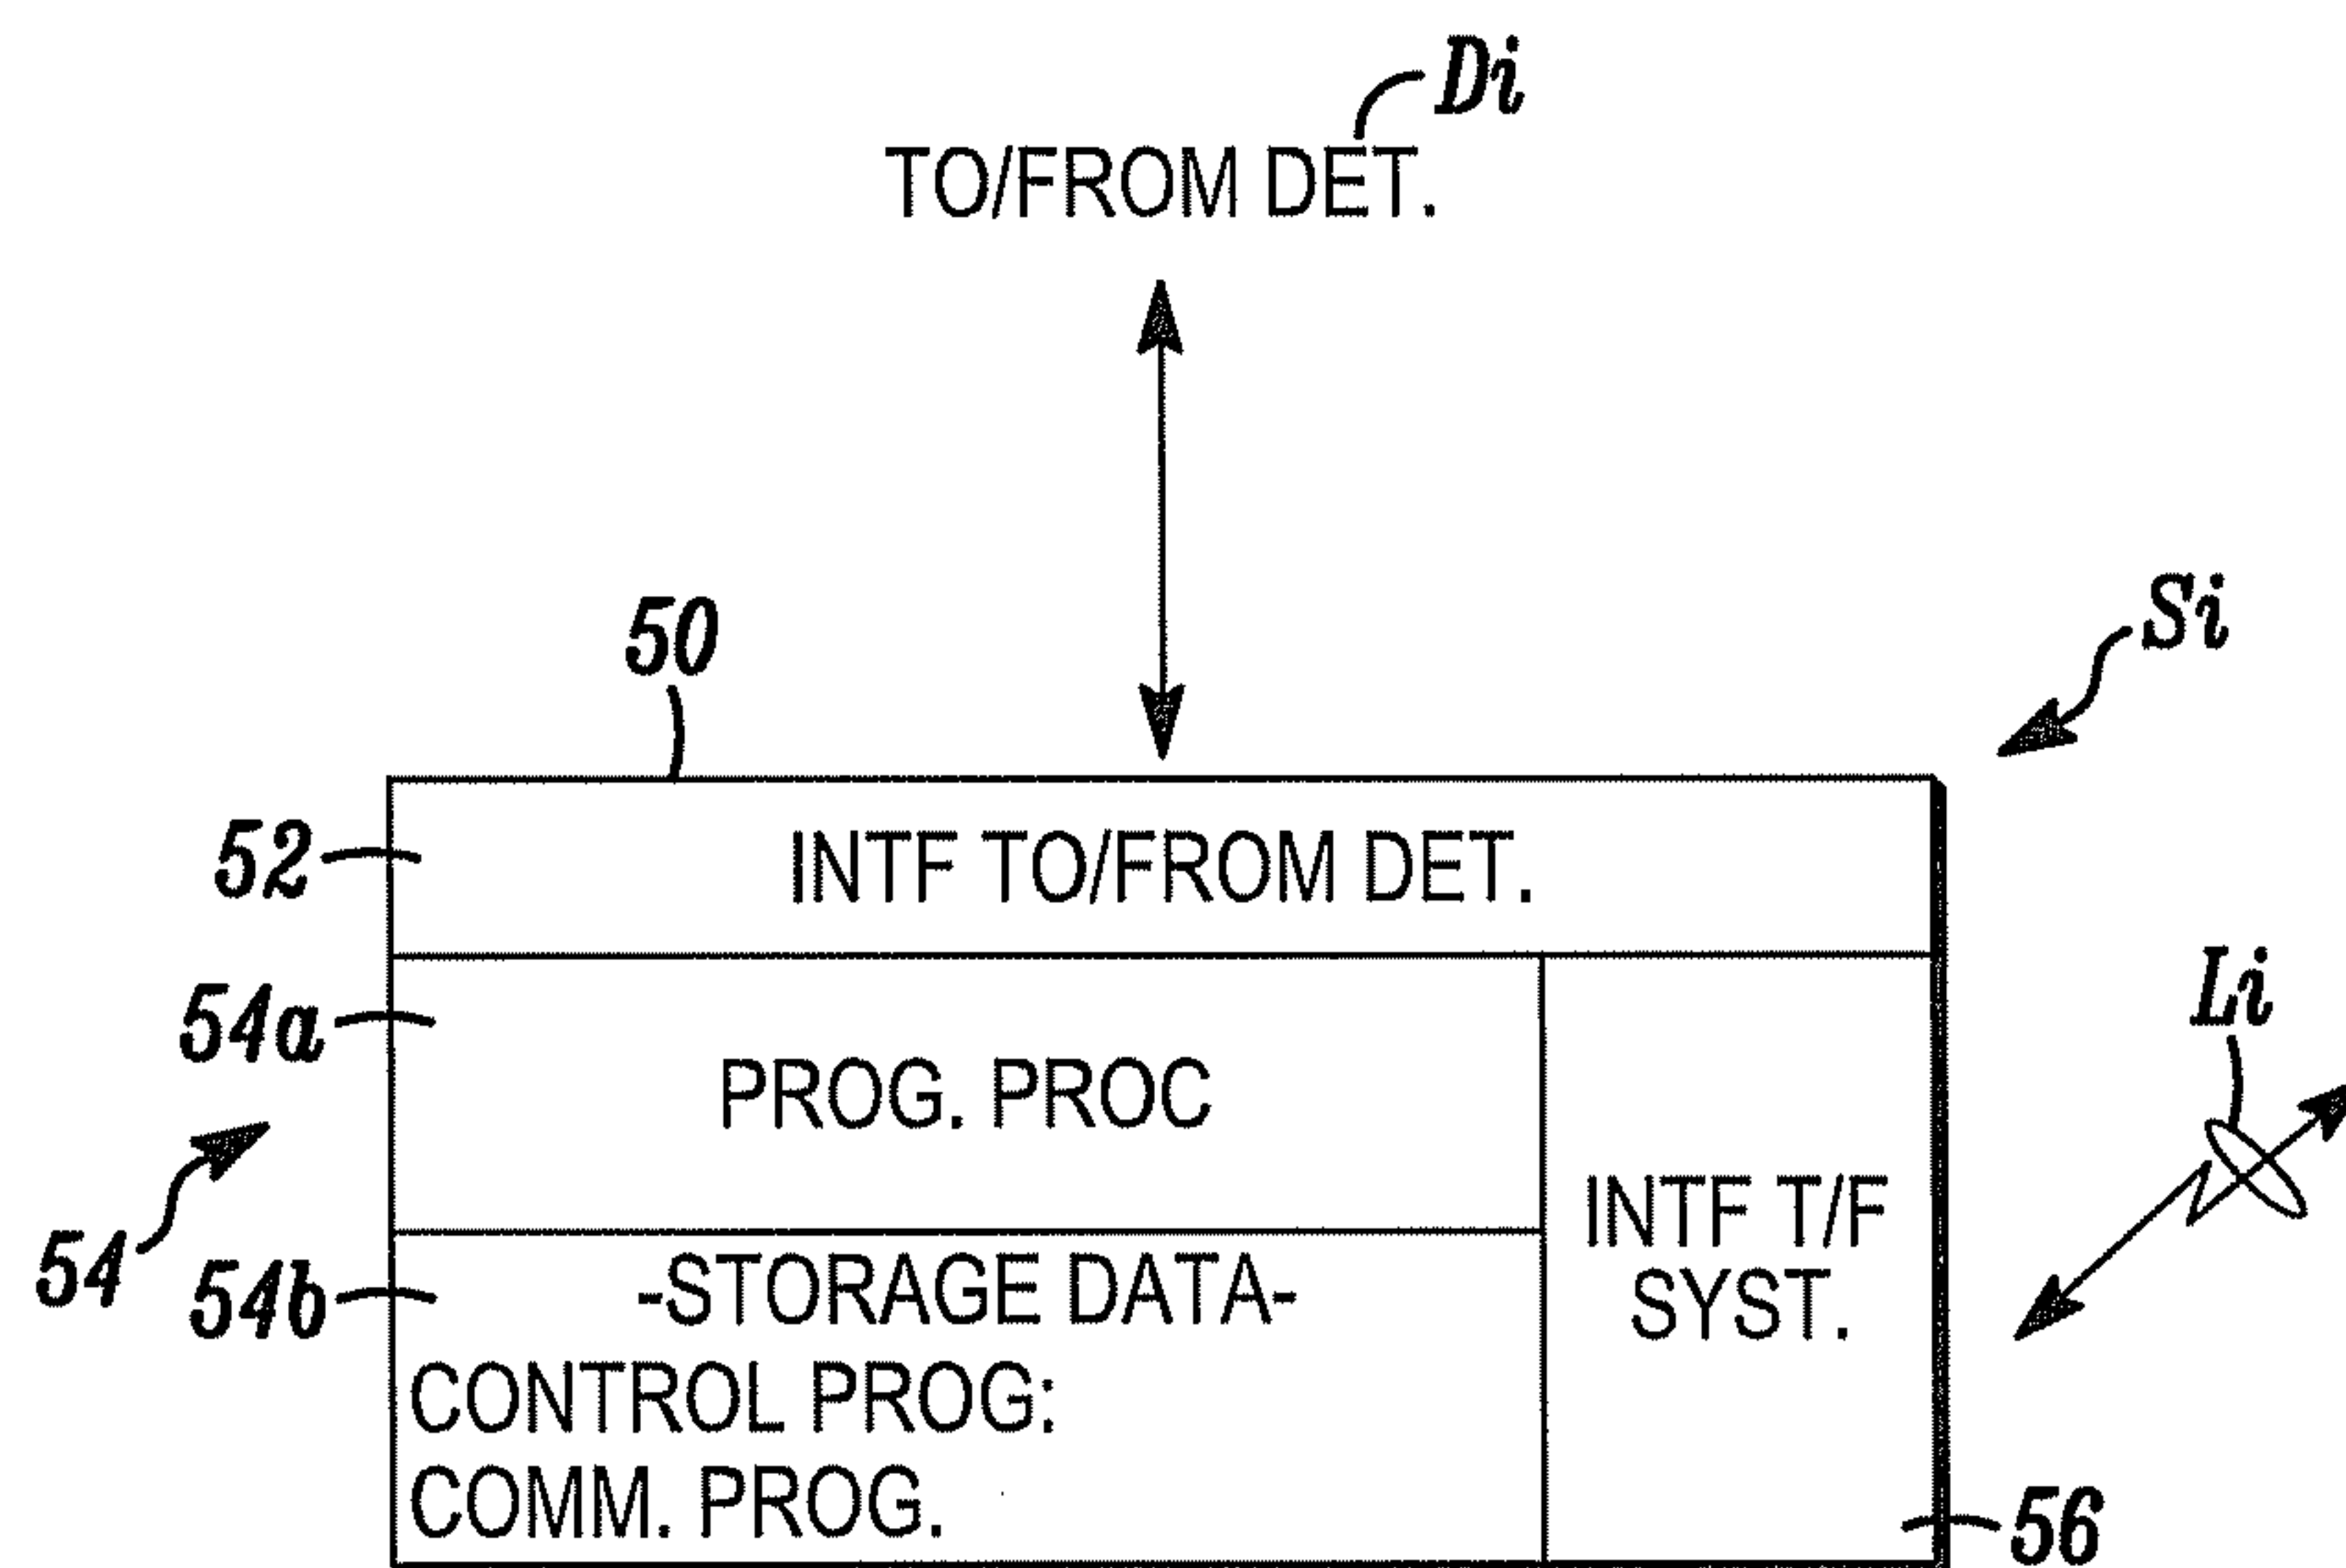 Di
TO/FROM DET.
50
Si
52
INTF TO/FROM DET.
54a
Li
PROG. PROC
54
INTF T/F
SYST.
54b
-STORAGE DATA-
CONTROL PROG:
COMM. PROG.
56